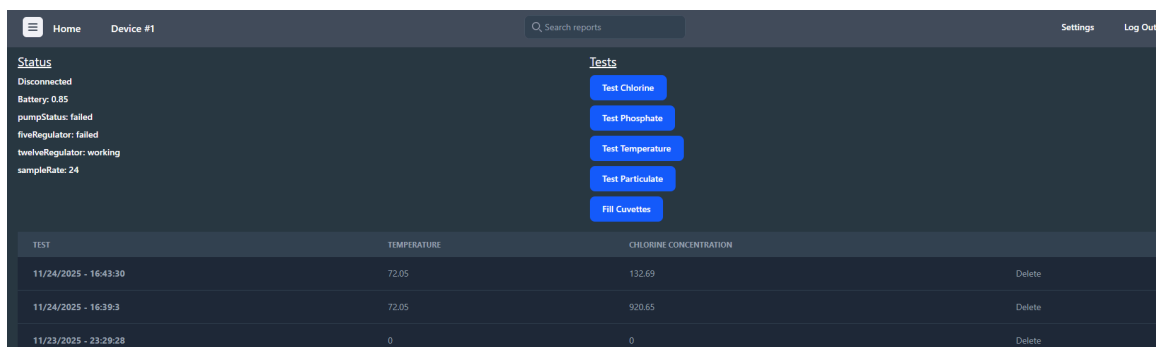 Home Device #1 Search reports Settings Log Out
Status
Disconnected
Battery: 0.85
pumpStatus: failed
fiveRegulator: failed
twelveRegulator: working
sampleRate: 24
Tests
Test Chlorine
Test Phosphate
Test Temperature
Test Particulate
Fill Cuvettes
TEST TEMPERATURE CHLORINE CONCENTRATION
11/24/2025 - 16:43:30 72.05 132.69 Delete
11/24/2025 - 16:39:3 72.05 920.65 Delete
11/23/2025 - 23:29:28 0 0 Delete